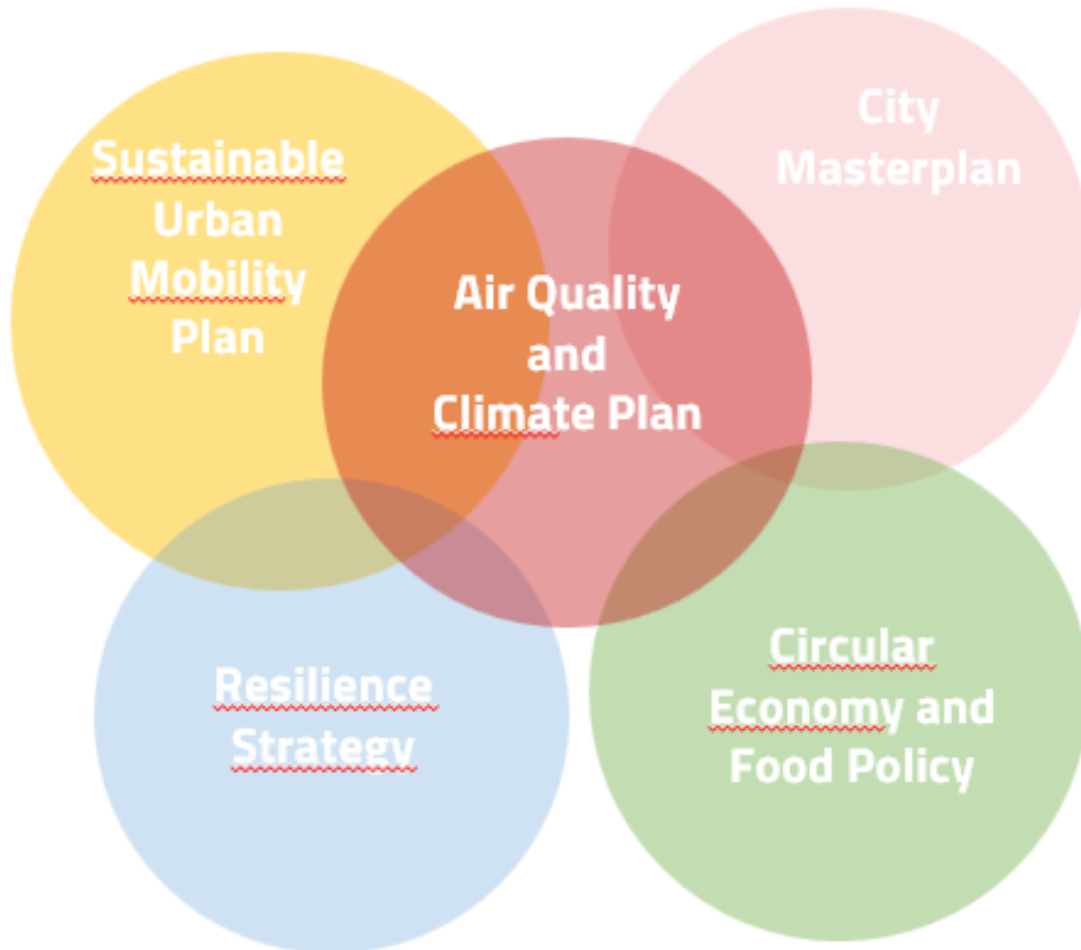 Sustainable
Urban
Mobility
Plan
City
Masterplan
Air Quality
and
Climate Plan
Resilience
Strategy
Circular
Economy and
Food Policy